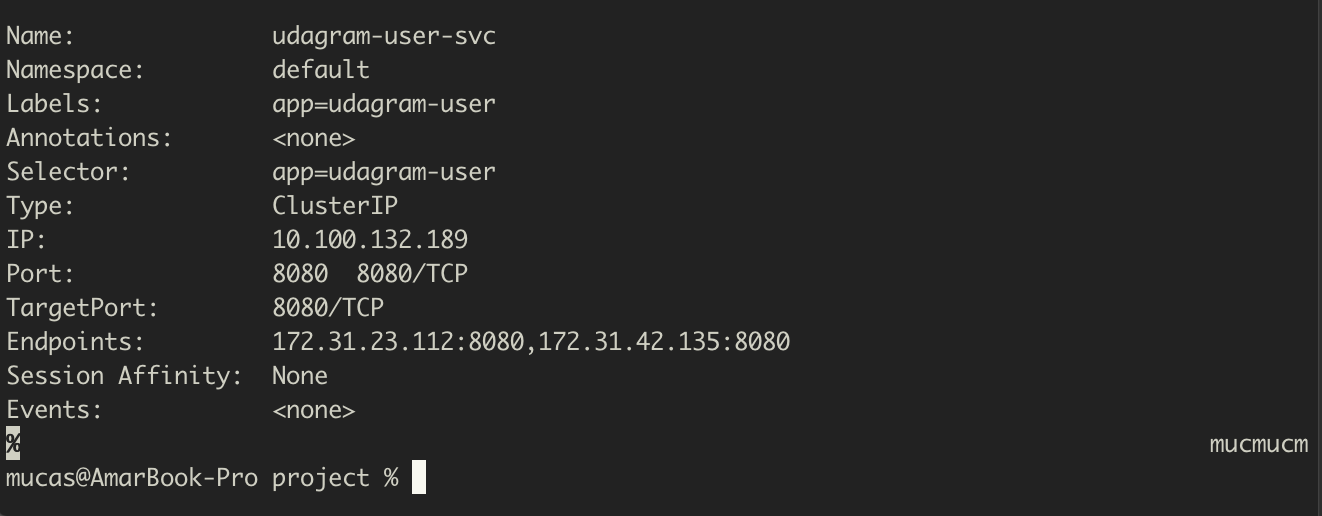 Name: udagram-user-svc
Namespace: default
Labels: app=udagram-user
Annotations: <none>
Selector: app=udagram-user
Type: ClusterIP
IP: 10.100.132.189
Port: 8080 8080/TCP
TargetPort: 8080/TCP
Endpoints: 172.31.23.112:8080,172.31.42.135:8080
Session Affinity: None
Events: <none>
% mucmucm
mucas@AmarBook-Pro project %